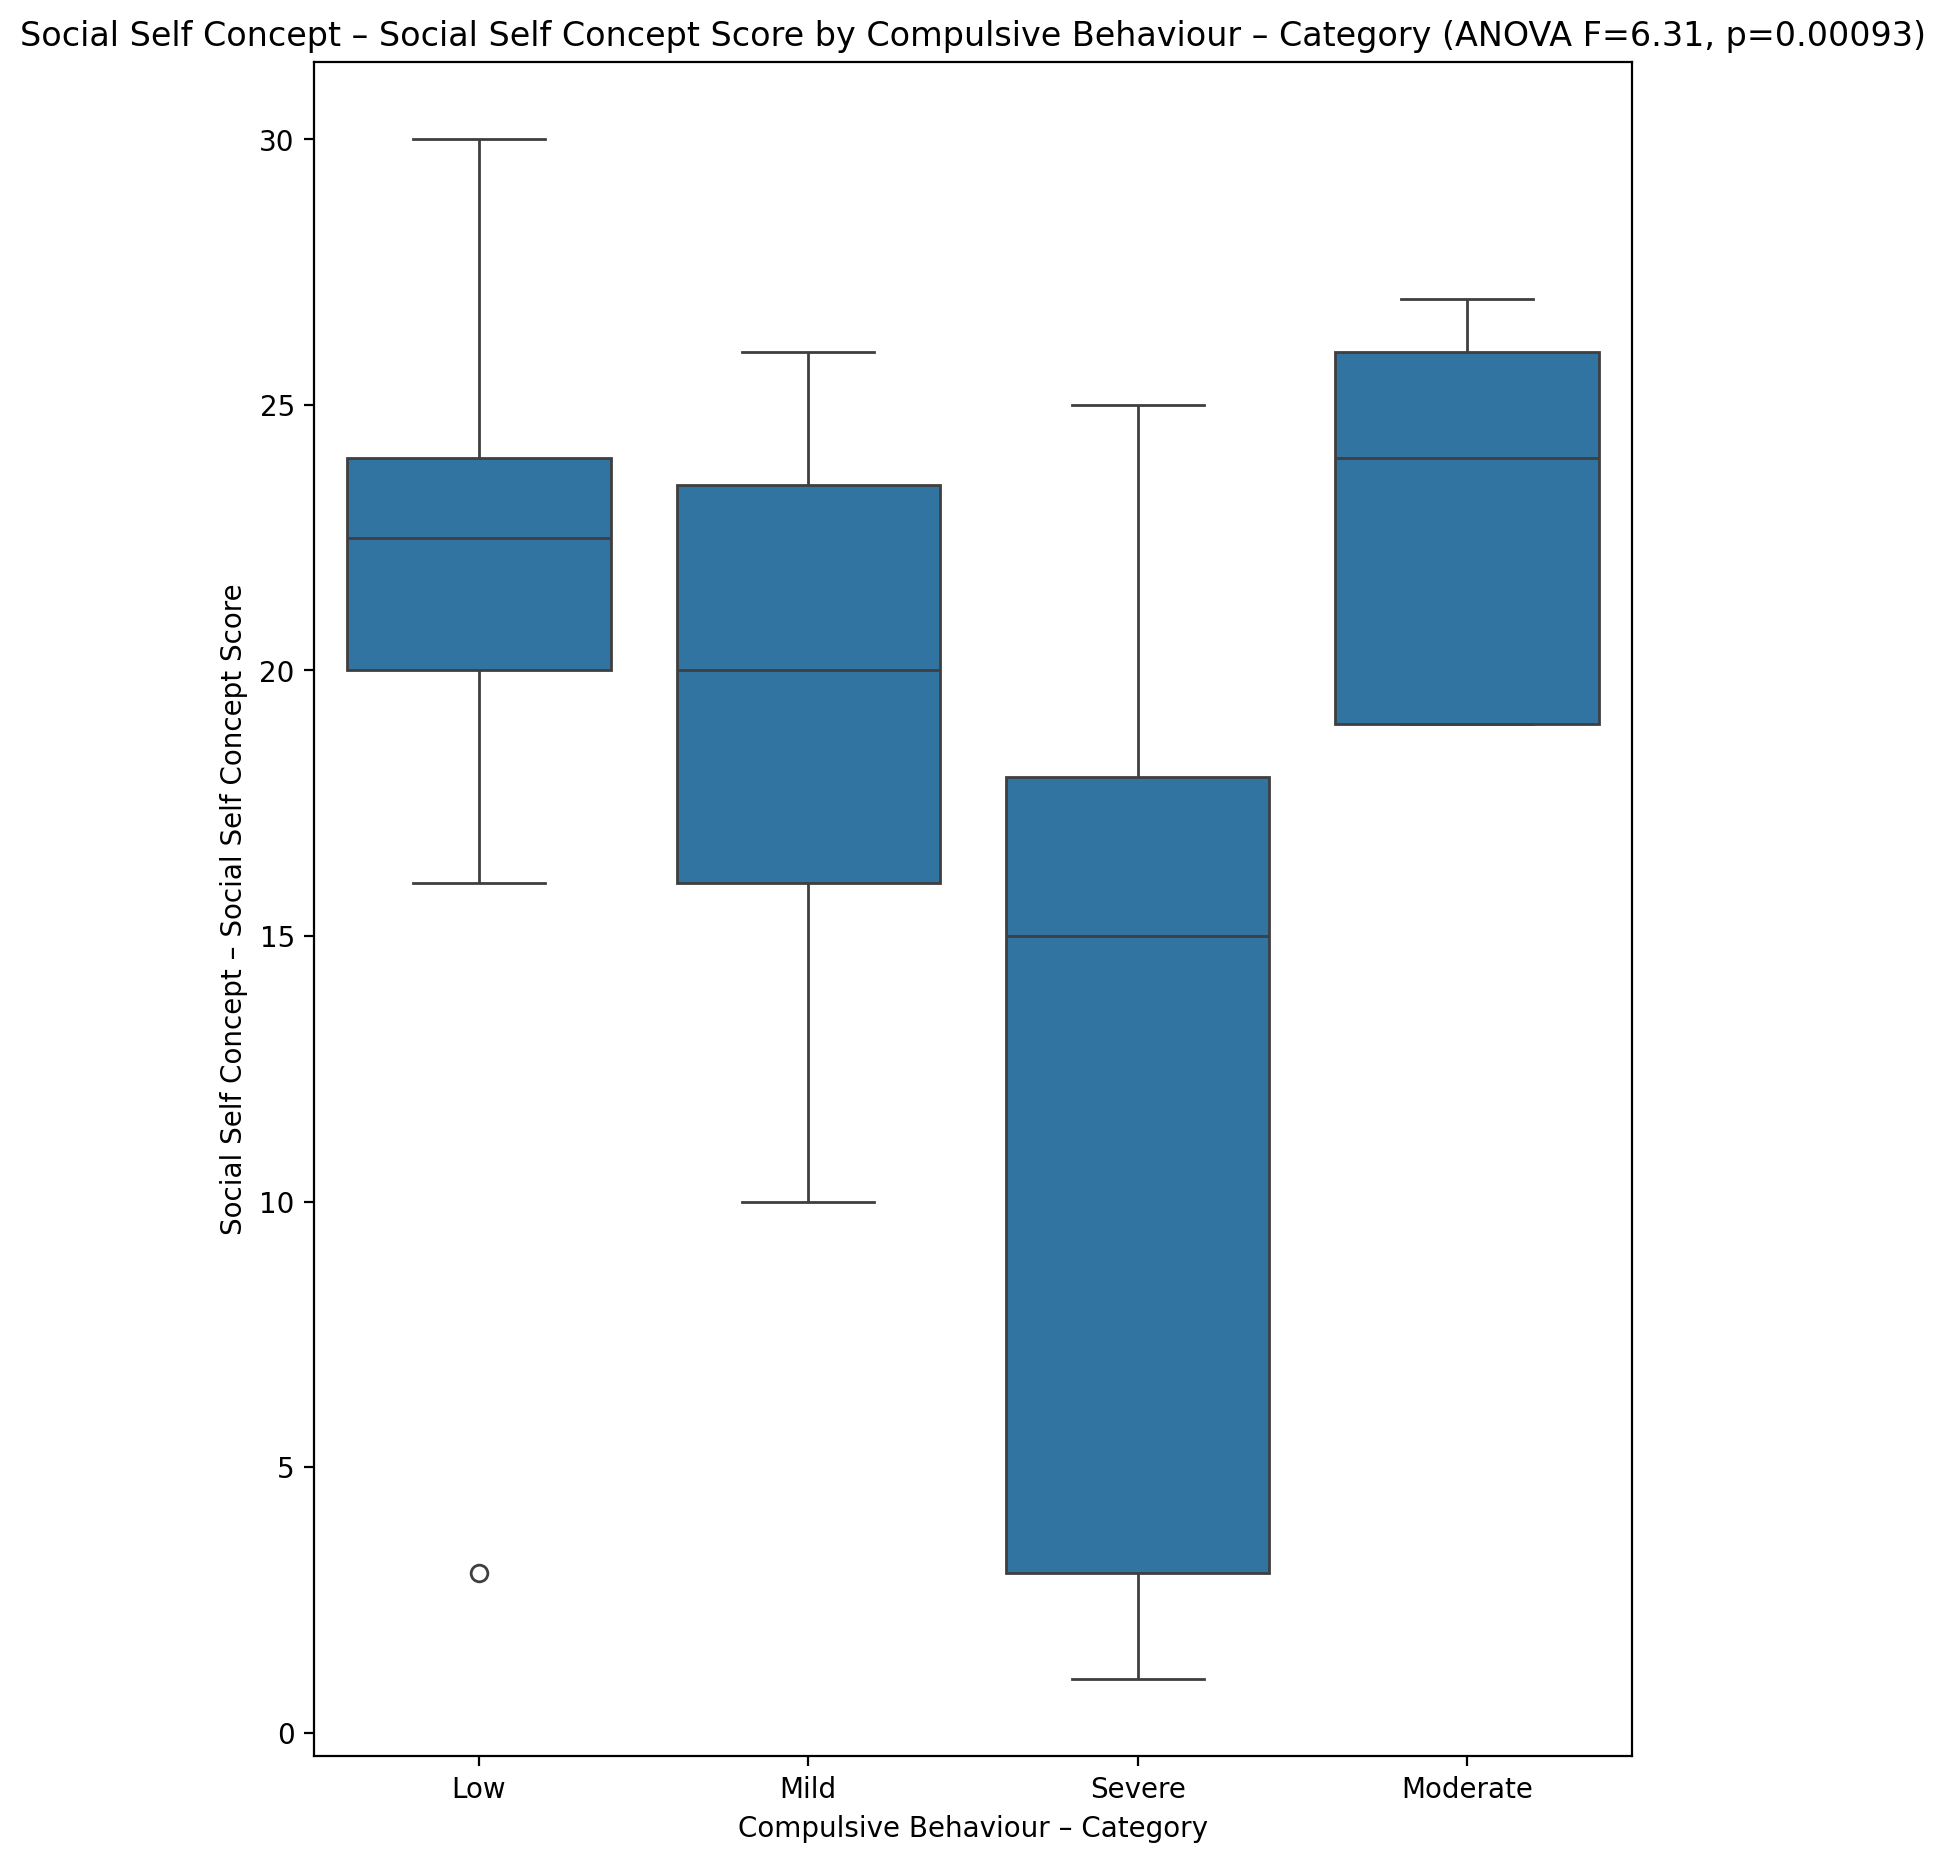 Social Self Concept – Social Self Concept Score by Compulsive Behaviour – Category (ANOVA F=6.31, p=0.00093)
Social Self Concept – Social Self Concept Score
30
25
20
15
10
5
0
Low
Mild
Severe
Moderate
Compulsive Behaviour – Category